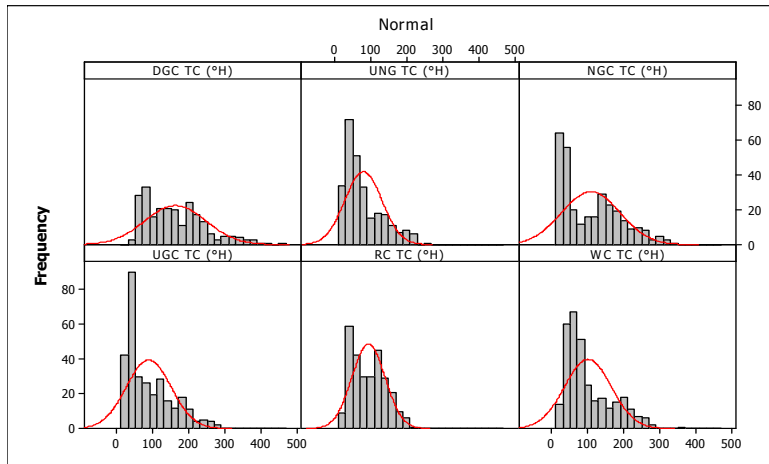 Normal
0 100 200 300 400 500
DGC TC (°H) UNG TC (°H) NGC TC (°H)
80
60
40
20
0
Frequency
UGC TC (°H) RC TC (°H) WC TC (°H)
80
60
40
20
0
0 100 200 300 400 500 0 100 200 300 400 500